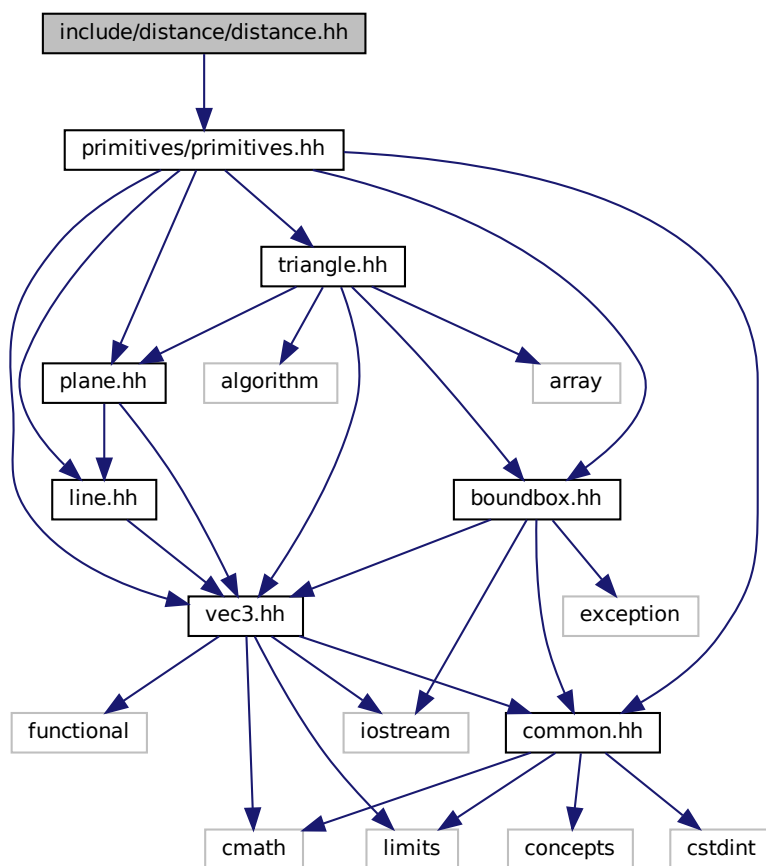 include/distance/distance.hh
primitives/primitives.hh
triangle.hh
plane.hh
algorithm
array
line.hh
boundbox.hh
vec3.hh
exception
functional
iostream
common.hh
cmath
limits
concepts
cstdint